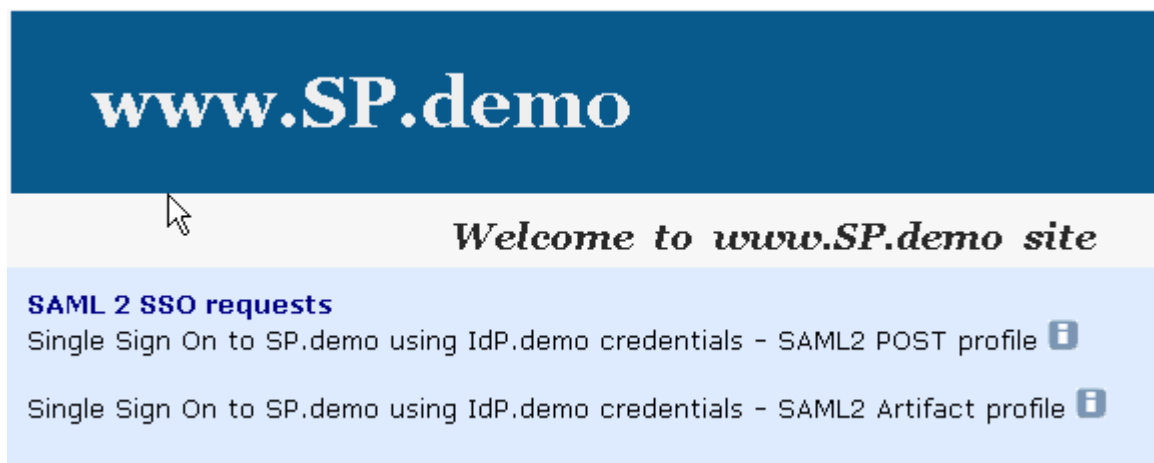 www.SP.demo
Welcome to www.SP.demo site
SAML 2 SSO requests
Single Sign On to SP.demo using IdP.demo credentials - SAML2 POST profile
Single Sign On to SP.demo using IdP.demo credentials - SAML2 Artifact profile